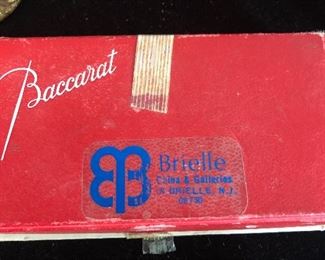 Baccarat
B
Brielle
China & Galleries
BRIELLE, N.J.
08730